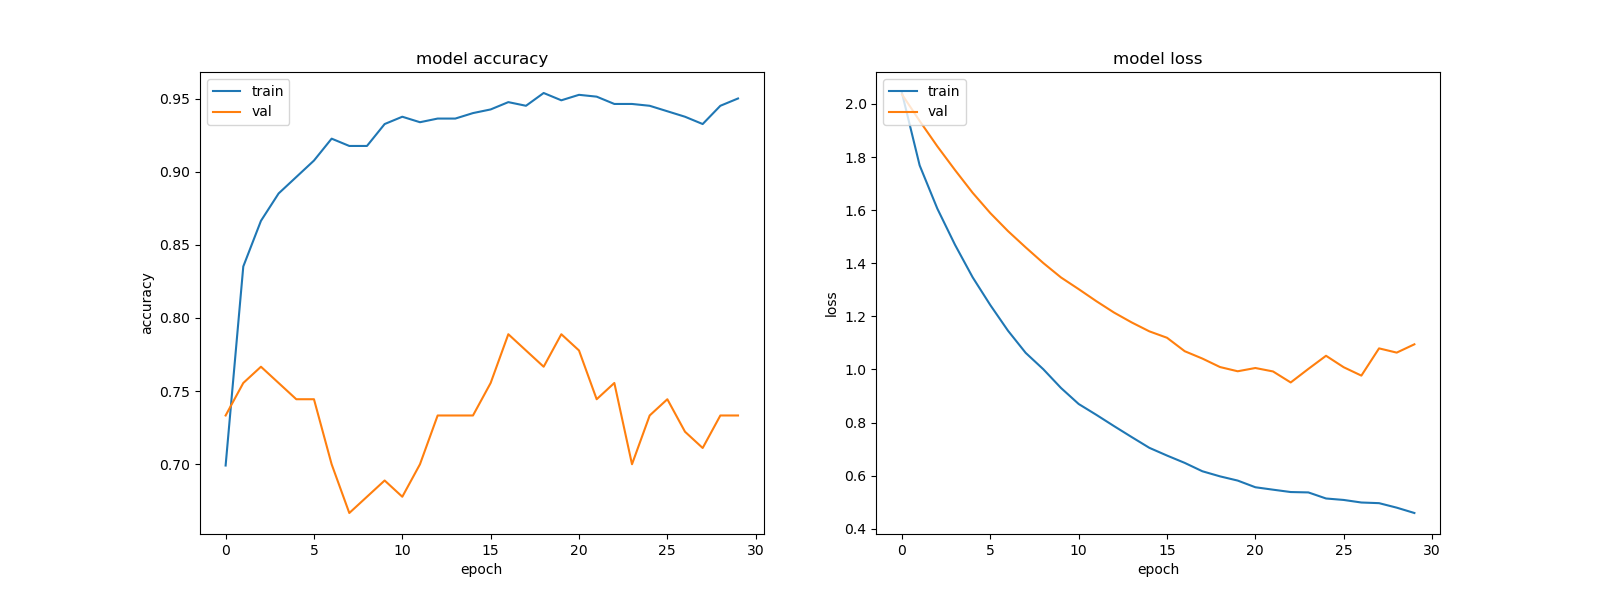 model accuracy
train
val
0.95
0.90
0.85
0.80
0.75
0.70
accuracy
0 5 10 15 20 25 30
epoch
model loss
train
val
2.0
1.8
1.6
1.4
1.2
1.0
0.8
0.6
0.4
loss
0 5 10 15 20 25 30
epoch